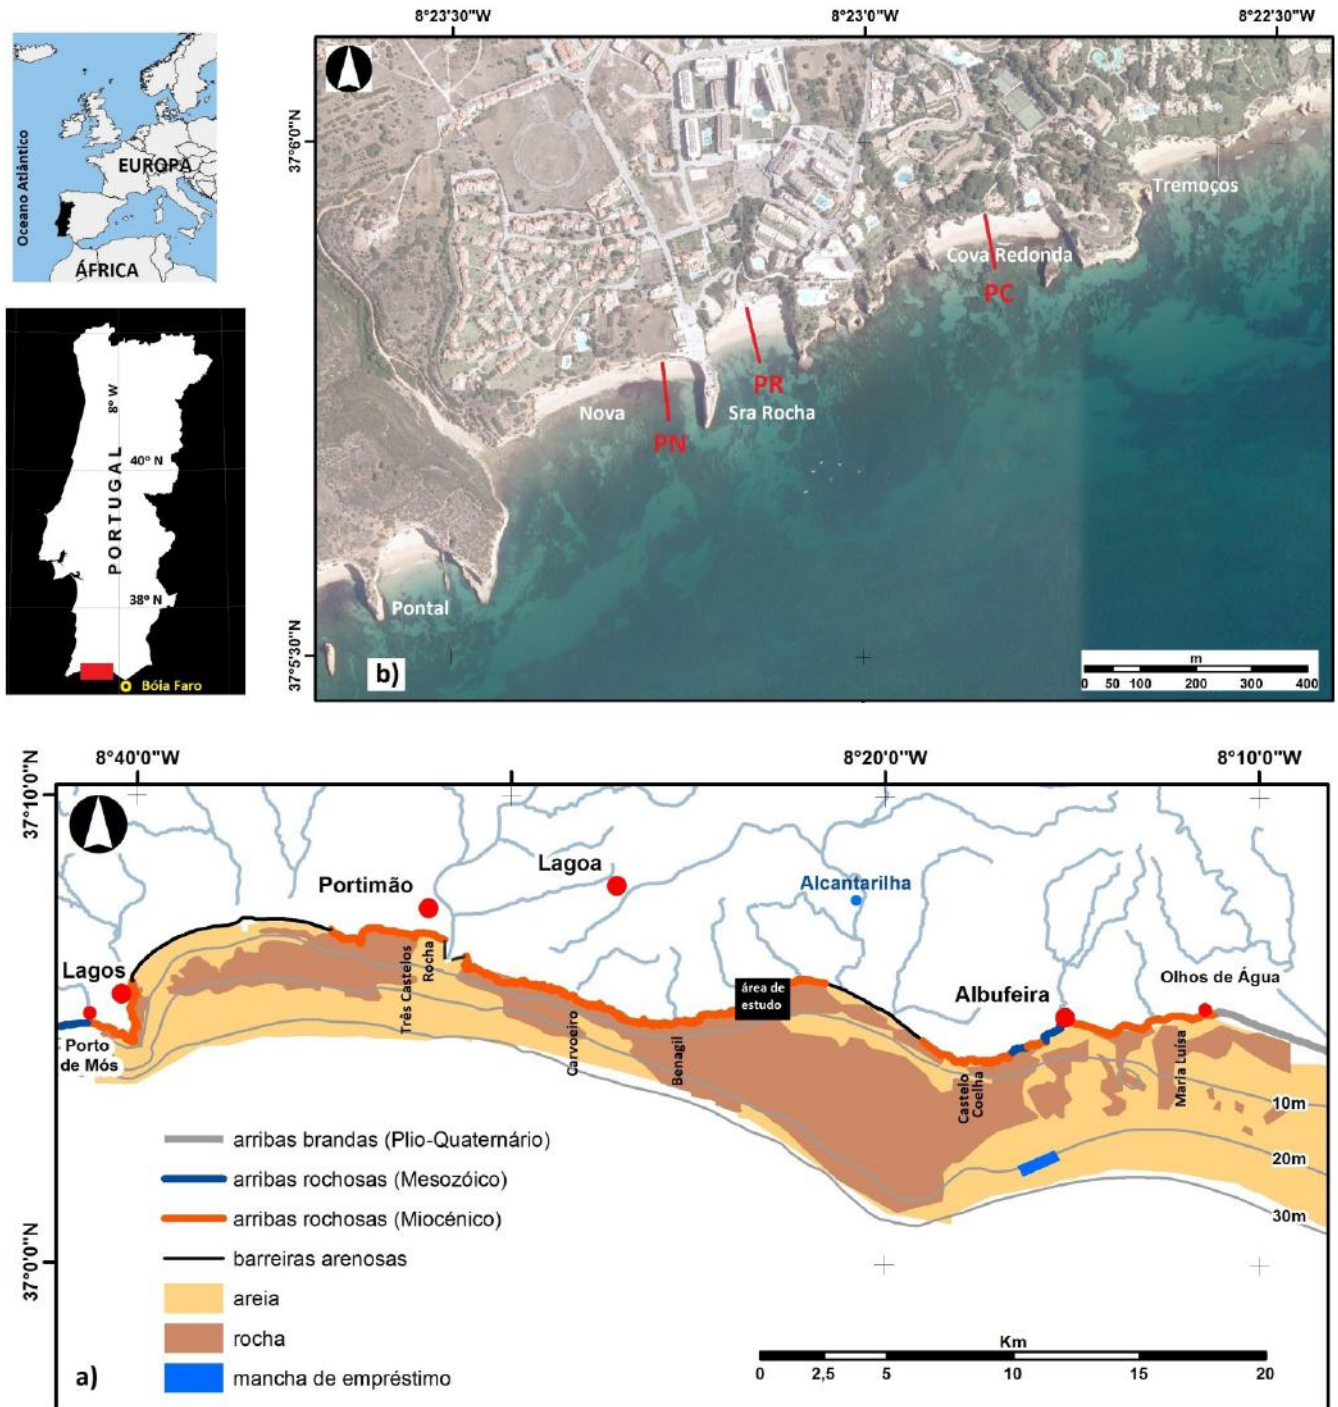 Oceano Atlântico
EUROPA
ÁFRICA
8º W
PORTUGAL
40º N
38º N
Bóia Faro
8°23'30"W
8°23'0"W
8°22'30"W
37°6'0"N
37°5'30"N
Tremoços
Cova Redonda
PC
PR
Nova
Sra Rocha
PN
Pontal
b)
m
0 50 100 200 300 400
8°40'0"W
8°20'0"W
8°10'0"W
37°10'0"N
37°0'0"N
Lagoa
Portimão
Alcantarilha
Lagos
Três Castelos
Rocha
área de
estudo
Albufeira
Olhos de Água
Porto
de Mós
Carvoeiro
Benagil
Castelo
Coelha
Maria Luísa
10m
20m
30m
arribas brandas (Plio-Quaternário)
arribas rochosas (Mesozóico)
arribas rochosas (Miocénico)
barreiras arenosas
areia
rocha
mancha de empréstimo
a)
Km
0 2,5 5 10 15 20